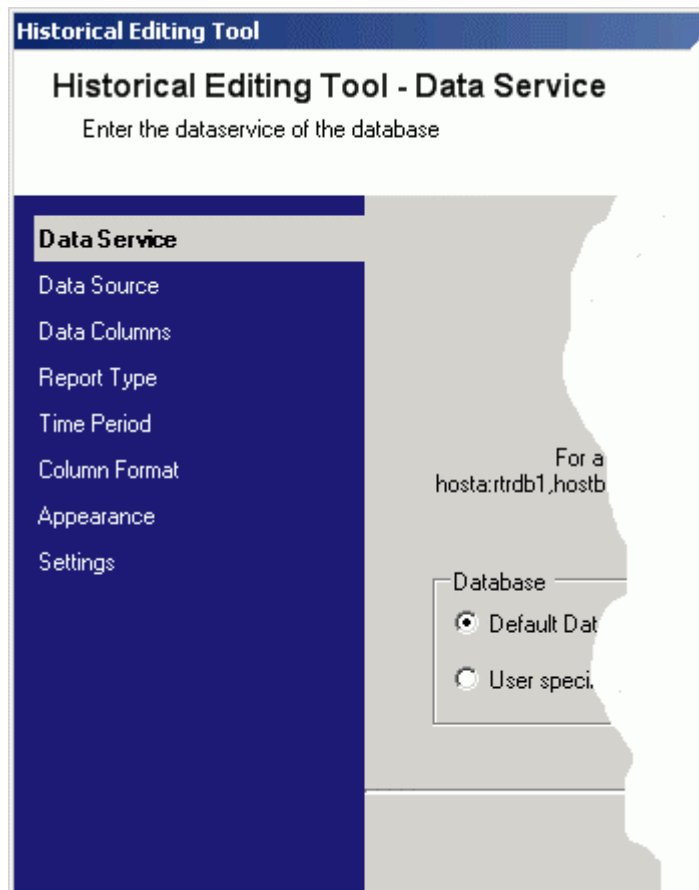 Historical Editing Tool
Historical Editing Tool - Data Service
Enter the dataservice of the database
Data Service
Data Source
Data Columns
Report Type
Time Period
Column Format
Appearance
Settings
For a
hosta:rtrdb1,hostb
Database
Default Dat
User speci